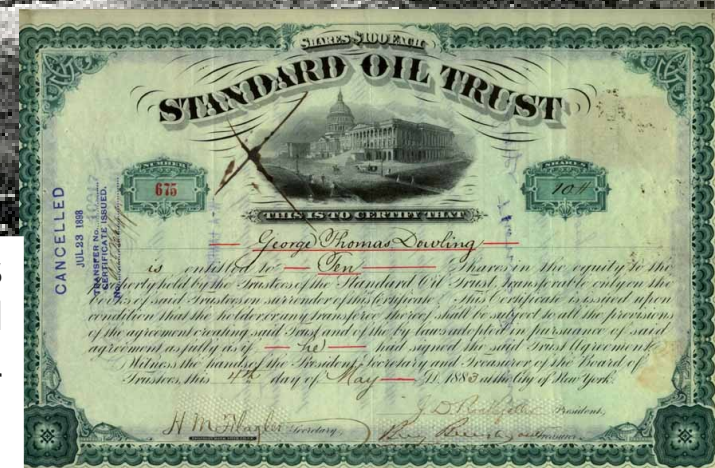 SHARES $100 EACH
STANDARD OIL TRUST
NUMBER
675
SHARES
10 #
THIS IS TO CERTIFY THAT
George Thomas Dowling
is entitled to Ten Shares in the equity to the
property held by the Trustees of the Standard Oil Trust, transferable only on the
books of said Trustees on surrender of this Certificate. This Certificate is issued upon
condition that the holder or any transferee thereof shall be subject to all the provisions
of the agreement creating said Trust and of the by laws adopted in pursuance of said
agreement as fully as if he had signed the said Trust Agreement.
Witness the hands of the President, Secretary and Treasurer of the Board of
Trustees, this 4th day of May A.D. 1883 at the City of New York.
President,
H M Flagler Secretary
Treasurer
CANCELLED
JUL 23 1898
TRANSFER No.
CERTIFICATE ISSUED.